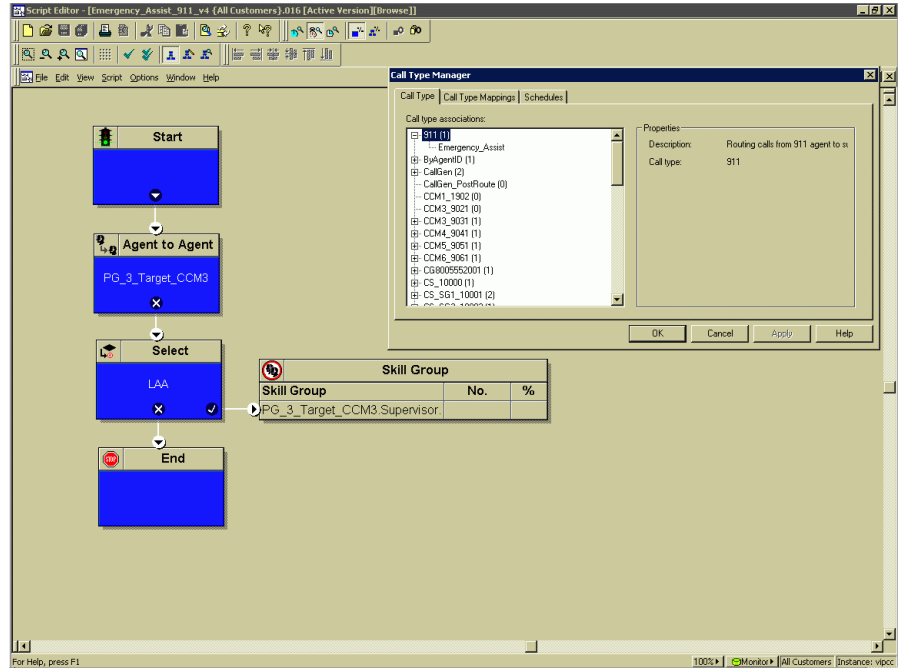 Script Editor - [Emergency_Assist_911_v4 {All Customers}.016 [Active Version][Browse]]
File Edit View Script Options Window Help
Call Type Manager
Call Type
Call Type Mappings
Schedules
Call type associations:
911 (1)
Emergency_Assist
ByAgentID (1)
CallGen (2)
CallGen_PostRoute (0)
CCM1_1902 (0)
CCM3_9021 (0)
CCM3_9031 (1)
CCM4_9041 (1)
CCM5_9051 (1)
CCM6_9061 (1)
CG8005552001 (1)
CS_10000 (1)
CS_SG1_10001 (2)
Properties
Description: Routing calls from 911 agent to su
Call type: 911
OK Cancel Apply Help
Start
Agent to Agent
PG_3_Target_CCM3
Select
LAA
Skill Group
Skill Group No. %
PG_3_Target_CCM3.Supervisor.
STOP
End
For Help, press F1
100% Monitor All Customers Instance: vipcc